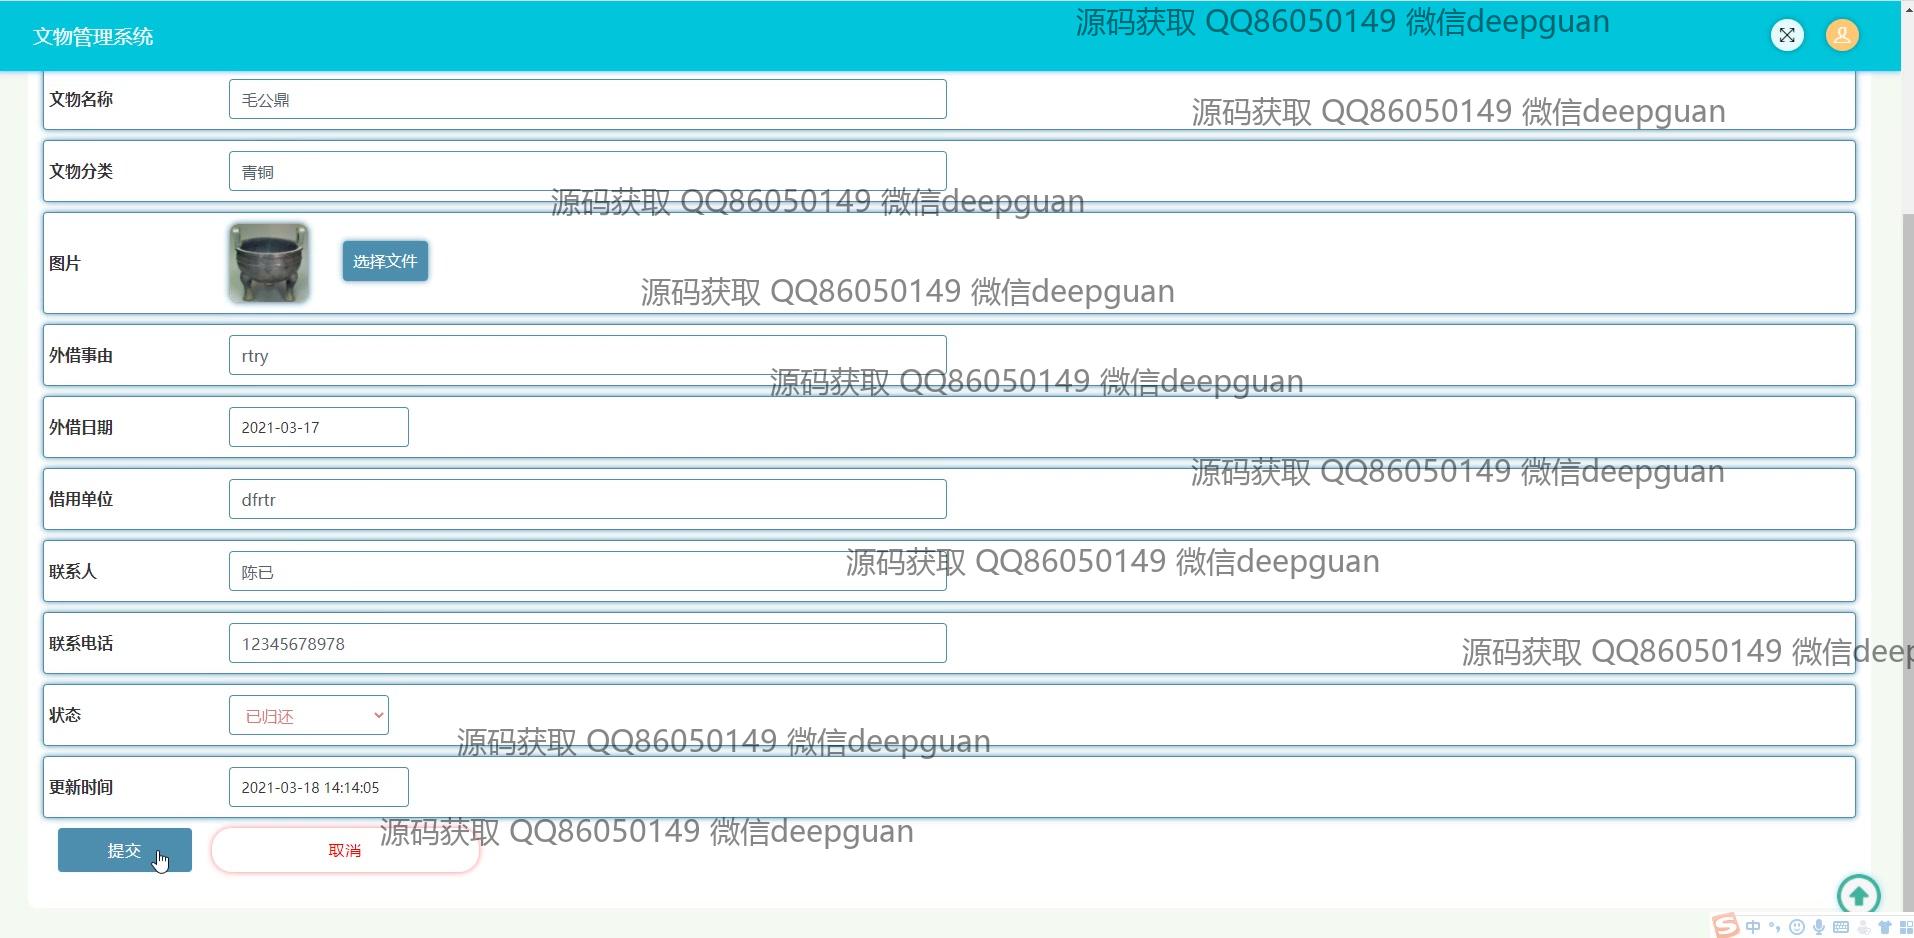 文物管理系统
源码获取 QQ86050149 微信deepguan
文物名称
毛公鼎
源码获取 QQ86050149 微信deepguan
文物分类
青铜
源码获取 QQ86050149 微信deepguan
图片
选择文件
源码获取 QQ86050149 微信deepguan
外借事由
rtry
源码获取 QQ86050149 微信deepguan
外借日期
2021-03-17
源码获取 QQ86050149 微信deepguan
借用单位
dfrtr
源码获取 QQ86050149 微信deepguan
联系人
陈已
联系电话
12345678978
源码获取 QQ86050149 微信deep
状态
已归还
源码获取 QQ86050149 微信deepguan
更新时间
2021-03-18 14:14:05
源码获取 QQ86050149 微信deepguan
提交
取消
中